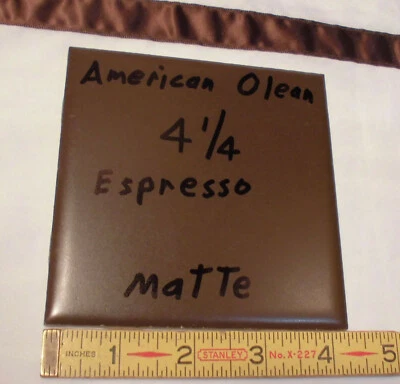 American Olean
4 1/4
Espresso
Matte
INCHES 1 2 STANLEY 3 No. X-227 4 5